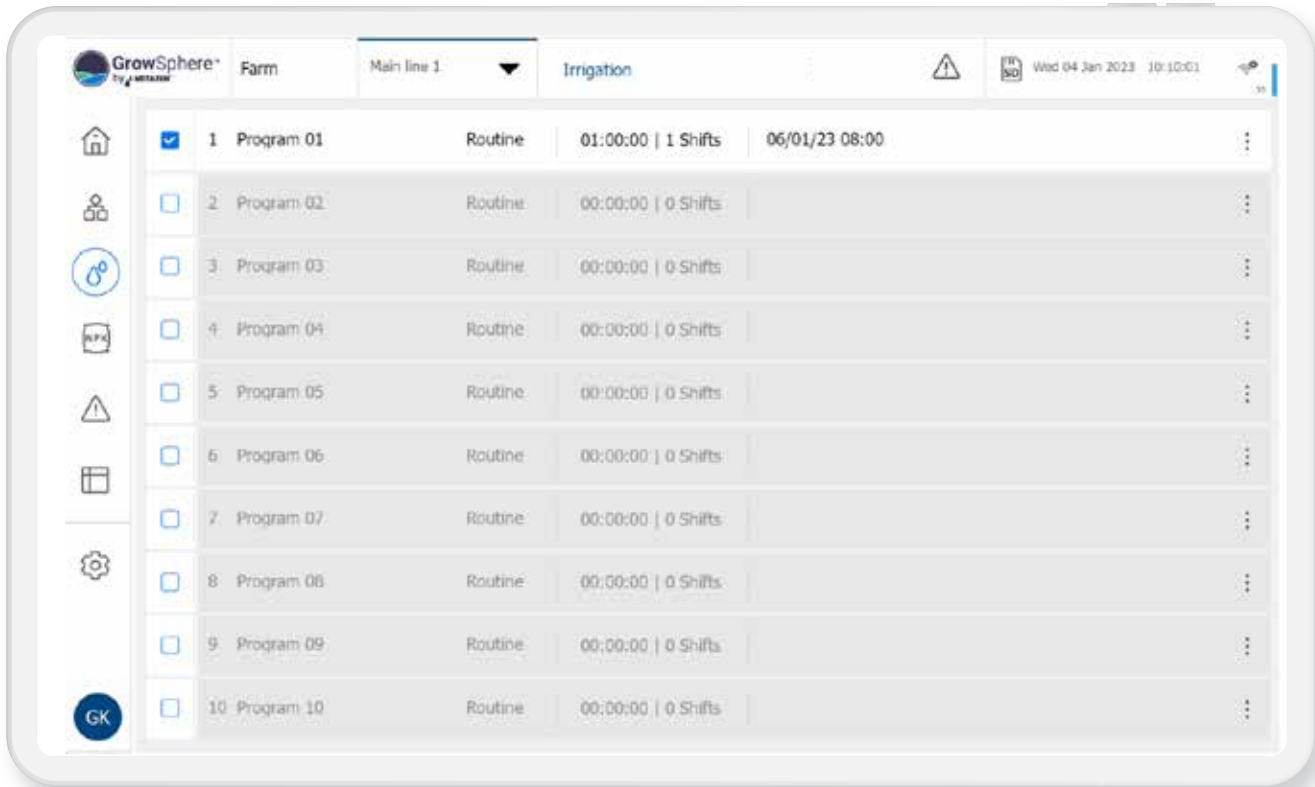 GrowSphere™ Farm Main line 1 Irrigation SD Wed 04 Jan 2023 10:10:01
by NETAFIM
1 Program 01 Routine 01:00:00 | 1 Shifts 06/01/23 08:00
2 Program 02 Routine 00:00:00 | 0 Shifts
3 Program 03 Routine 00:00:00 | 0 Shifts
4 Program 04 Routine 00:00:00 | 0 Shifts
NPK
5 Program 05 Routine 00:00:00 | 0 Shifts
6 Program 06 Routine 00:00:00 | 0 Shifts
7 Program 07 Routine 00:00:00 | 0 Shifts
8 Program 08 Routine 00:00:00 | 0 Shifts
9 Program 09 Routine 00:00:00 | 0 Shifts
10 Program 10 Routine 00:00:00 | 0 Shifts
GK